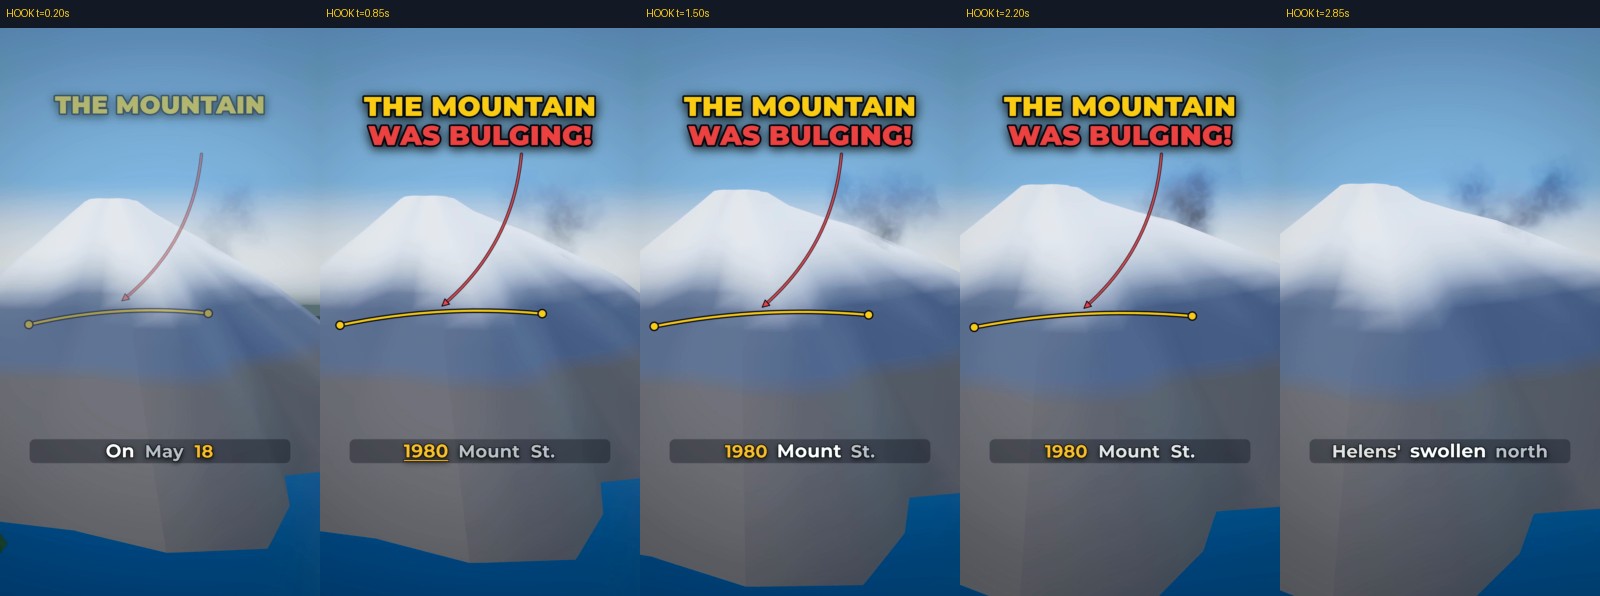 HOOK t=0.20s
THE MOUNTAIN
On May 18
HOOK t=0.85s
THE MOUNTAIN
WAS BULGING!
1980 Mount St.
HOOK t=1.50s
THE MOUNTAIN
WAS BULGING!
1980 Mount St.
HOOK t=2.20s
THE MOUNTAIN
WAS BULGING!
1980 Mount St.
HOOK t=2.85s
Helens' swollen north